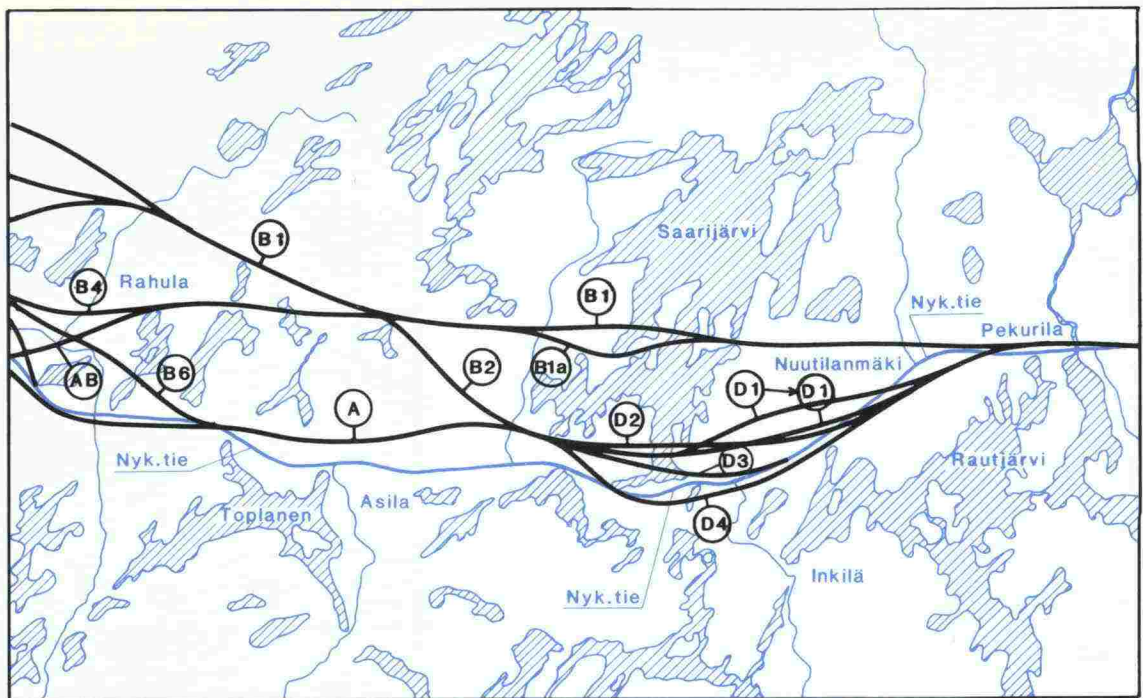 B1
Saarijärvi
B4
Rahula
B1
Nyk.tie
Pekurila
AB
B6
B2
B1a
Nuutilanmäki
D1
D1
A
D2
Nyk.tie
D3
Rautjärvi
Asila
Toplanen
D4
Inkilä
Nyk.tie